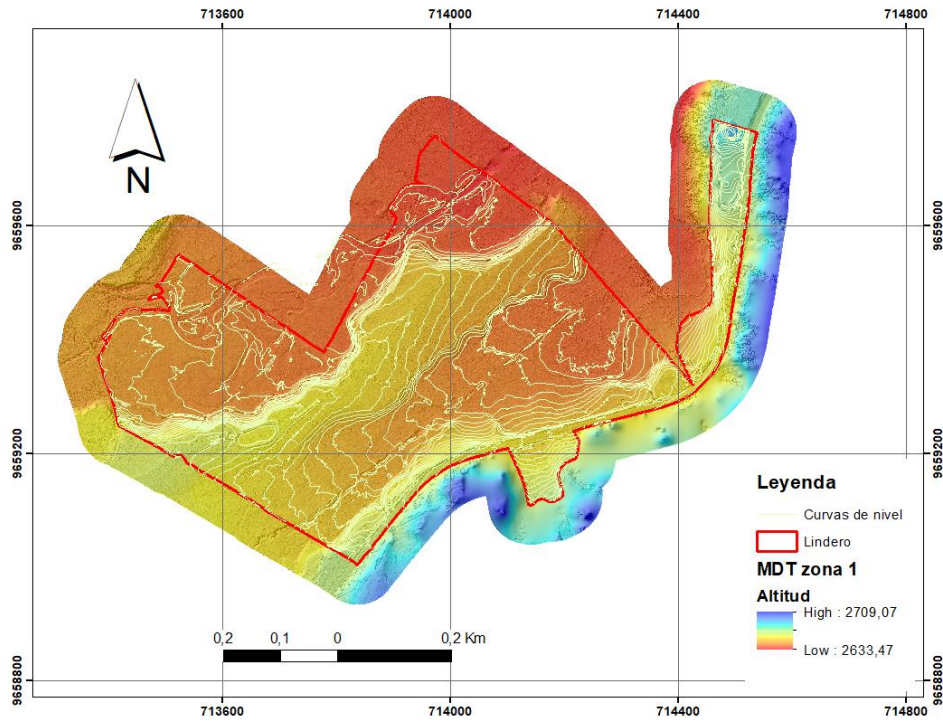 713600 714000 714400 714800
N
9659600 9659600
9659200 9659200
Leyenda
Curvas de nivel
Lindero
MDT zona 1
Altitud
High : 2709,07
Low : 2633,47
0,2 0,1 0 0,2 Km
9658800 9658800
713600 714000 714400 714800